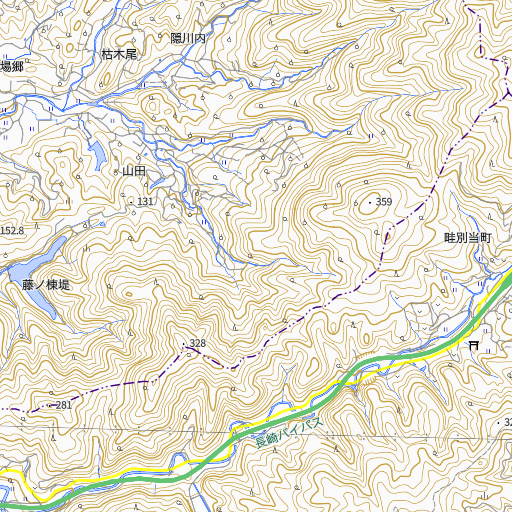 隠川内
枯木尾
場郷
山田
131
359
152.8
畦別当町
藤ノ棟堤
328
281
32
長崎バイパス